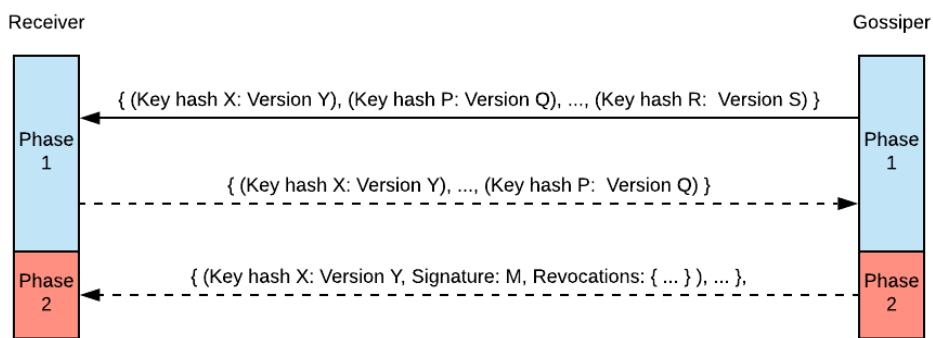 Receiver
Gossiper
{ (Key hash X: Version Y), (Key hash P: Version Q), ..., (Key hash R:  Version S) }
Phase
1
Phase
1
{ (Key hash X: Version Y), ..., (Key hash P:  Version Q) }
{ (Key hash X: Version Y, Signature: M, Revocations: { ... } ), ... },
Phase
2
Phase
2